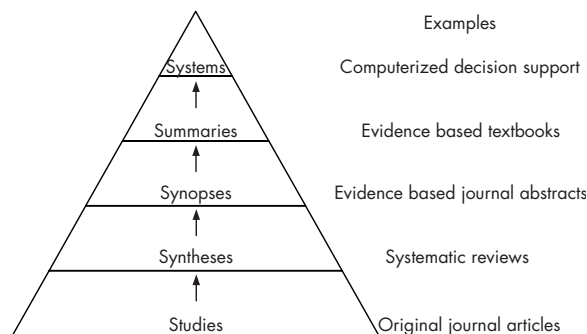 Examples
Systems Computerized decision support
Summaries Evidence based textbooks
Synopses Evidence based journal abstracts
Syntheses Systematic reviews
Studies Original journal articles